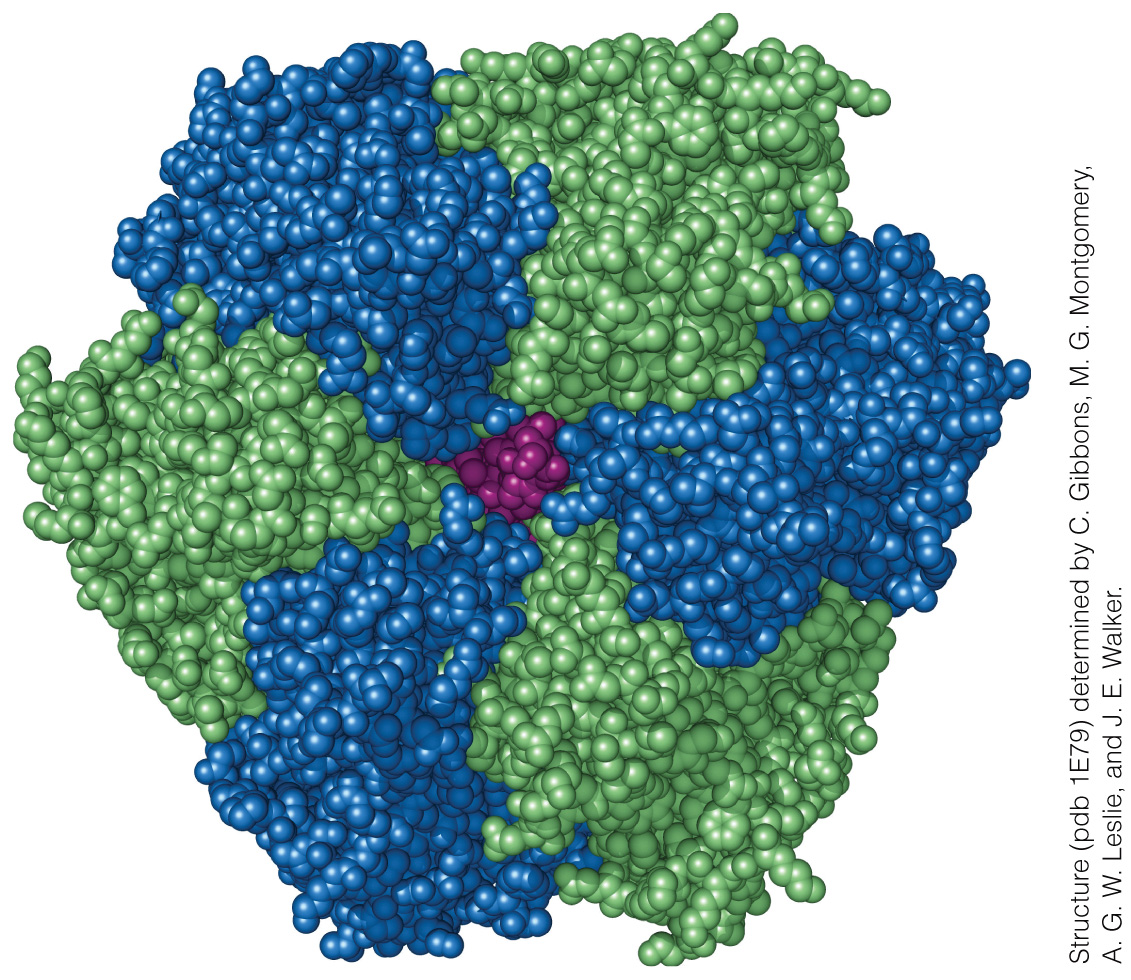 Structure (pdb 1E79) determined by C. Gibbons, M. G. Montgomery,
A. G. W. Leslie, and J. E. Walker.